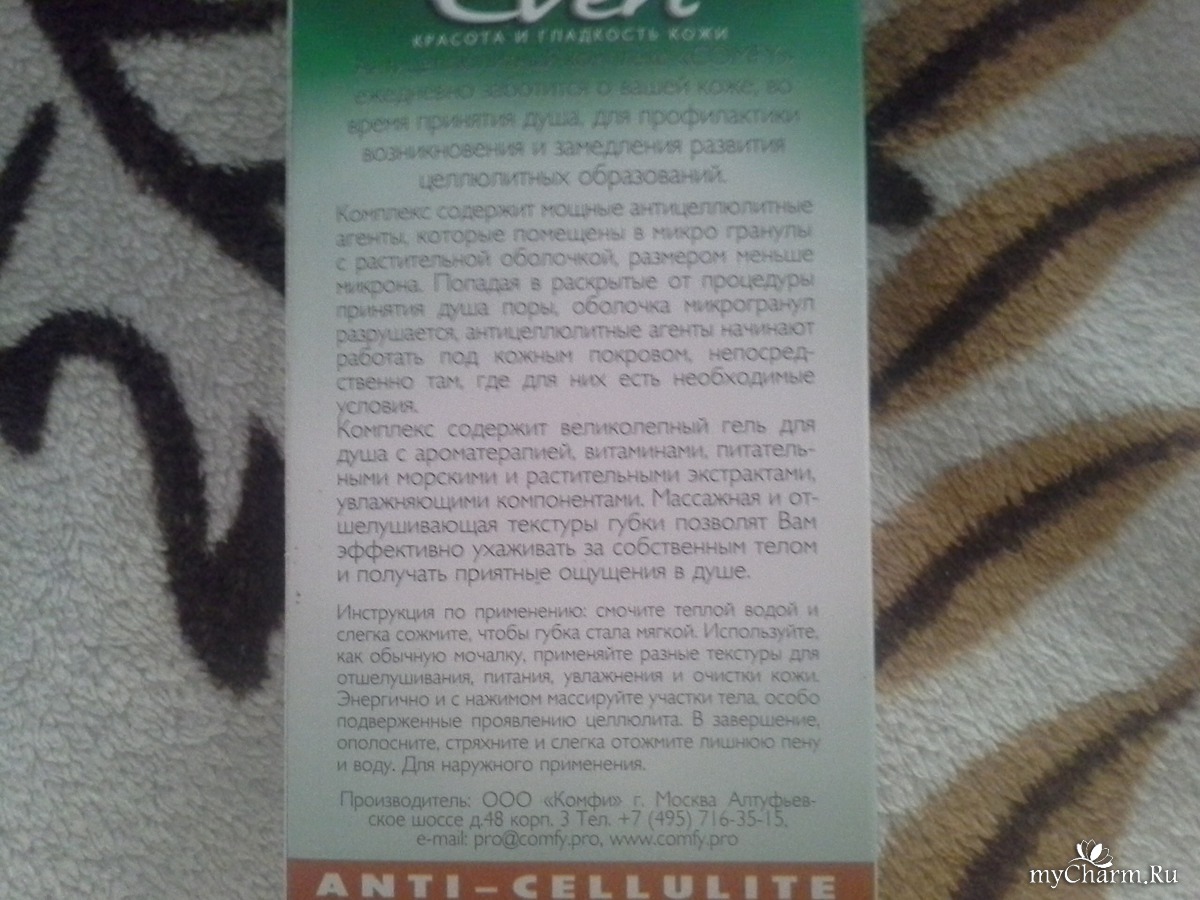 Even
КРАСОТА И ГЛАДКОСТЬ КОЖИ
«COMFY»
ежедневно заботится о вашей коже, во
время принятия душа, для профилактики
возникновения и замедления развития
целлюлитных образований.
Комплекс содержит мощные антицеллюлитные
агенты, которые помещены в микро гранулы
с растительной оболочкой, размером меньше
микрона. Попадая в раскрытые от процедуры
принятия душа поры, оболочка микрогранул
разрушается, антицеллюлитные агенты начинают
работать под кожным покровом, непосред-
ственно там, где для них есть необходимые
условия.
Комплекс содержит великолепный гель для
душа с ароматерапией, витаминами, питатель-
ными морскими и растительными экстрактами,
увлажняющими компонентами. Массажная и от-
шелушивающая текстуры губки позволят Вам
эффективно ухаживать за собственным телом
и получать приятные ощущения в душе.
Инструкция по применению: смочите теплой водой и
слегка сожмите, чтобы губка стала мягкой. Используйте,
как обычную мочалку, применяйте разные текстуры для
отшелушивания, питания, увлажнения и очистки кожи.
Энергично и с нажимом массируйте участки тела, особо
подверженные проявлению целлюлита. В завершение,
ополосните, стряхните и слегка отожмите лишнюю пену
и воду. Для наружного применения.
Производитель: ООО «Комфи» г. Москва Алтуфьев-
ское шоссе д.48 корп. 3 Тел. +7 (495) 716-35-15,
e-mail: pro@comfy.pro, www.comfy.pro
ANTI-CELLULITE
myCharm.Ru